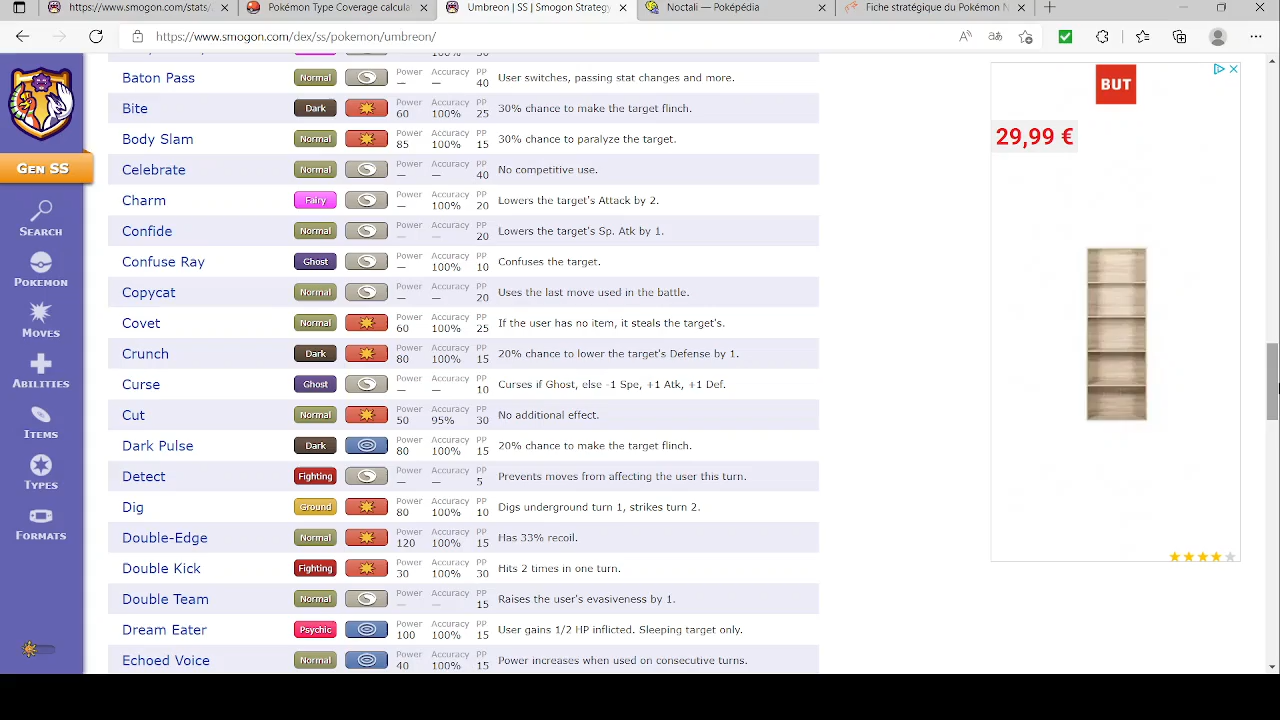 https://www.smogon.com/stats/
Pokémon Type Coverage calcula
Umbreon | SS | Smogon Strateg
Noctali — Poképédia
Fiche stratégique du Pokémon N
https://www.smogon.com/dex/ss/pokemon/umbreon/
GEN SS
SEARCH
POKEMON
MOVES
ABILITIES
ITEMS
TYPES
FORMATS
Baton Pass Normal Power — Accuracy — PP 40 User switches, passing stat changes and more.
Bite Dark Power 60 Accuracy 100% PP 25 30% chance to make the target flinch.
Body Slam Normal Power 85 Accuracy 100% PP 15 30% chance to paralyze the target.
Celebrate Normal Power — Accuracy — PP 40 No competitive use.
Charm Fairy Power — Accuracy 100% PP 20 Lowers the target's Attack by 2.
Confide Normal Power — Accuracy — PP 20 Lowers the target's Sp. Atk by 1.
Confuse Ray Ghost Power — Accuracy 100% PP 10 Confuses the target.
Copycat Normal Power — Accuracy — PP 20 Uses the last move used in the battle.
Covet Normal Power 60 Accuracy 100% PP 25 If the user has no item, it steals the target's.
Crunch Dark Power 80 Accuracy 100% PP 15 20% chance to lower the target's Defense by 1.
Curse Ghost Power — Accuracy — PP 10 Curses if Ghost, else -1 Spe, +1 Atk, +1 Def.
Cut Normal Power 50 Accuracy 95% PP 30 No additional effect.
Dark Pulse Dark Power 80 Accuracy 100% PP 15 20% chance to make the target flinch.
Detect Fighting Power — Accuracy — PP 5 Prevents moves from affecting the user this turn.
Dig Ground Power 80 Accuracy 100% PP 10 Digs underground turn 1, strikes turn 2.
Double-Edge Normal Power 120 Accuracy 100% PP 15 Has 33% recoil.
Double Kick Fighting Power 30 Accuracy 100% PP 30 Hits 2 times in one turn.
Double Team Normal Power — Accuracy — PP 15 Raises the user's evasiveness by 1.
Dream Eater Psychic Power 100 Accuracy 100% PP 15 User gains 1/2 HP inflicted. Sleeping target only.
Echoed Voice Normal Power 40 Accuracy 100% PP 15 Power increases when used on consecutive turns.
BUT
29,99 €